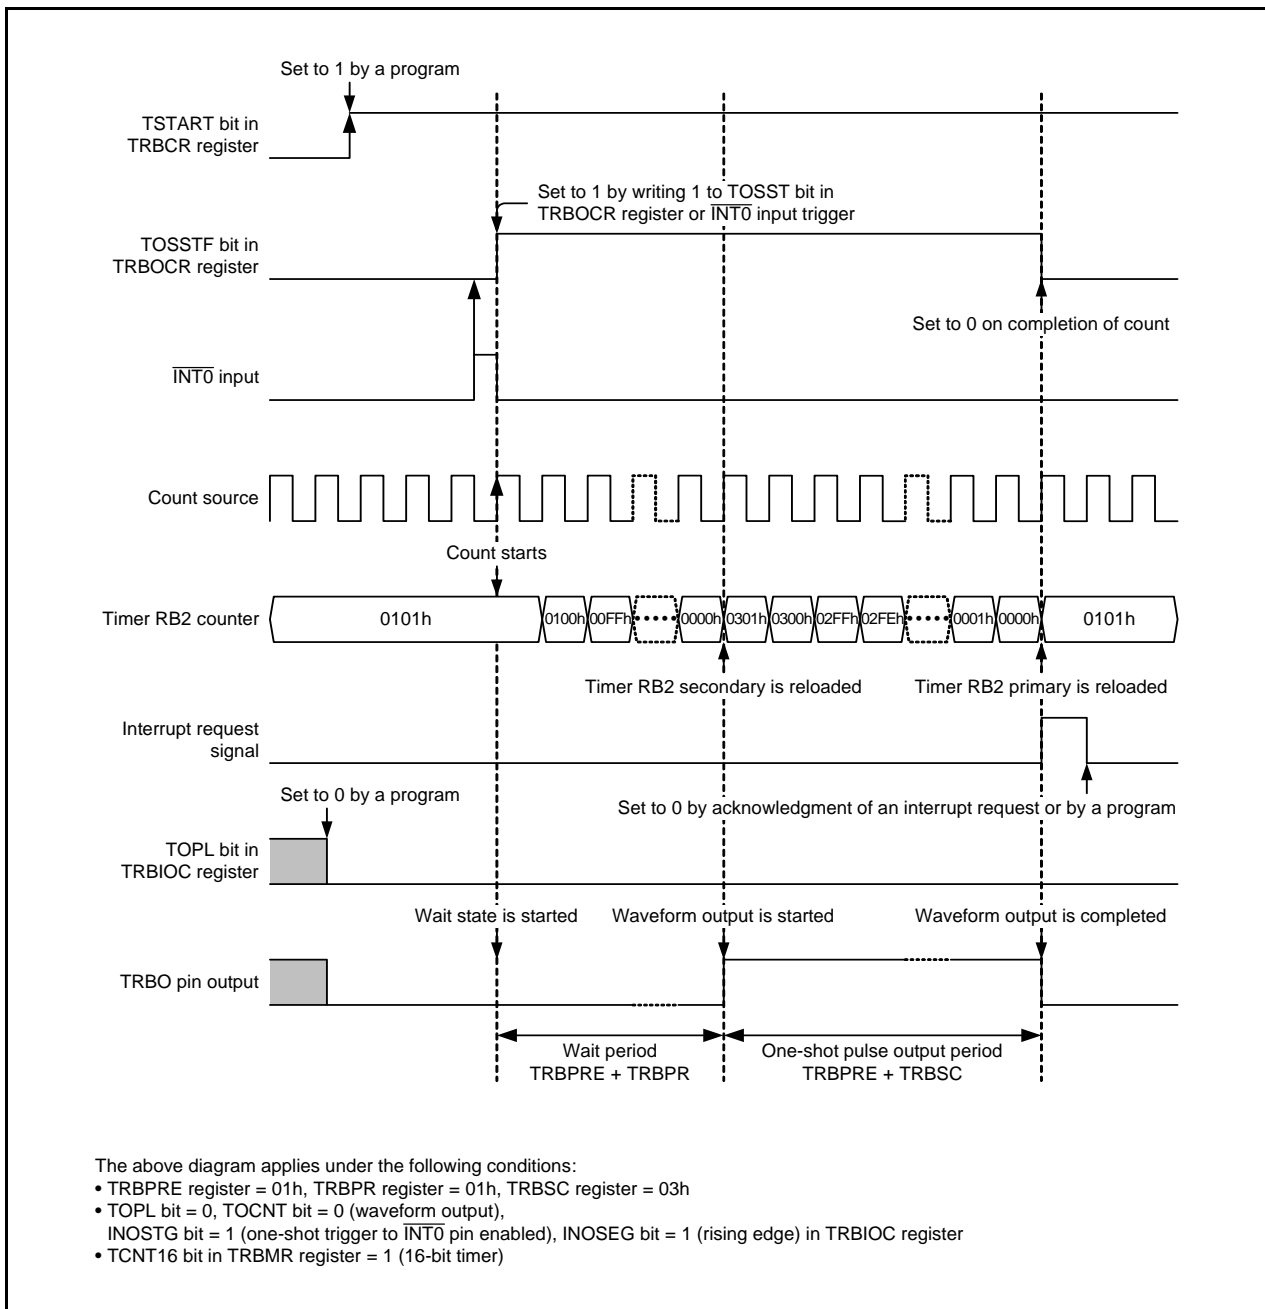 Set to 1 by a program
TSTART bit in
TRBCR register
Set to 1 by writing 1 to TOSST bit in
TRBOCR register or INT0 input trigger
TOSSTF bit in
TRBOCR register
Set to 0 on completion of count
INT0 input
Count source
Count starts
Timer RB2 counter
0101h 0100h 00FFh ····· 0000h 0301h 0300h 02FFh 02FEh ····· 0001h 0000h 0101h
Timer RB2 secondary is reloaded Timer RB2 primary is reloaded
Interrupt request
signal
Set to 0 by a program
Set to 0 by acknowledgment of an interrupt request or by a program
TOPL bit in
TRBIOC register
Wait state is started Waveform output is started Waveform output is completed
TRBO pin output
Wait period
TRBPRE + TRBPR
One-shot pulse output period
TRBPRE + TRBSC
The above diagram applies under the following conditions:
• TRBPRE register = 01h, TRBPR register = 01h, TRBSC register = 03h
• TOPL bit = 0, TOCNT bit = 0 (waveform output),
INOSTG bit = 1 (one-shot trigger to INT0 pin enabled), INOSEG bit = 1 (rising edge) in TRBIOC register
• TCNT16 bit in TRBMR register = 1 (16-bit timer)